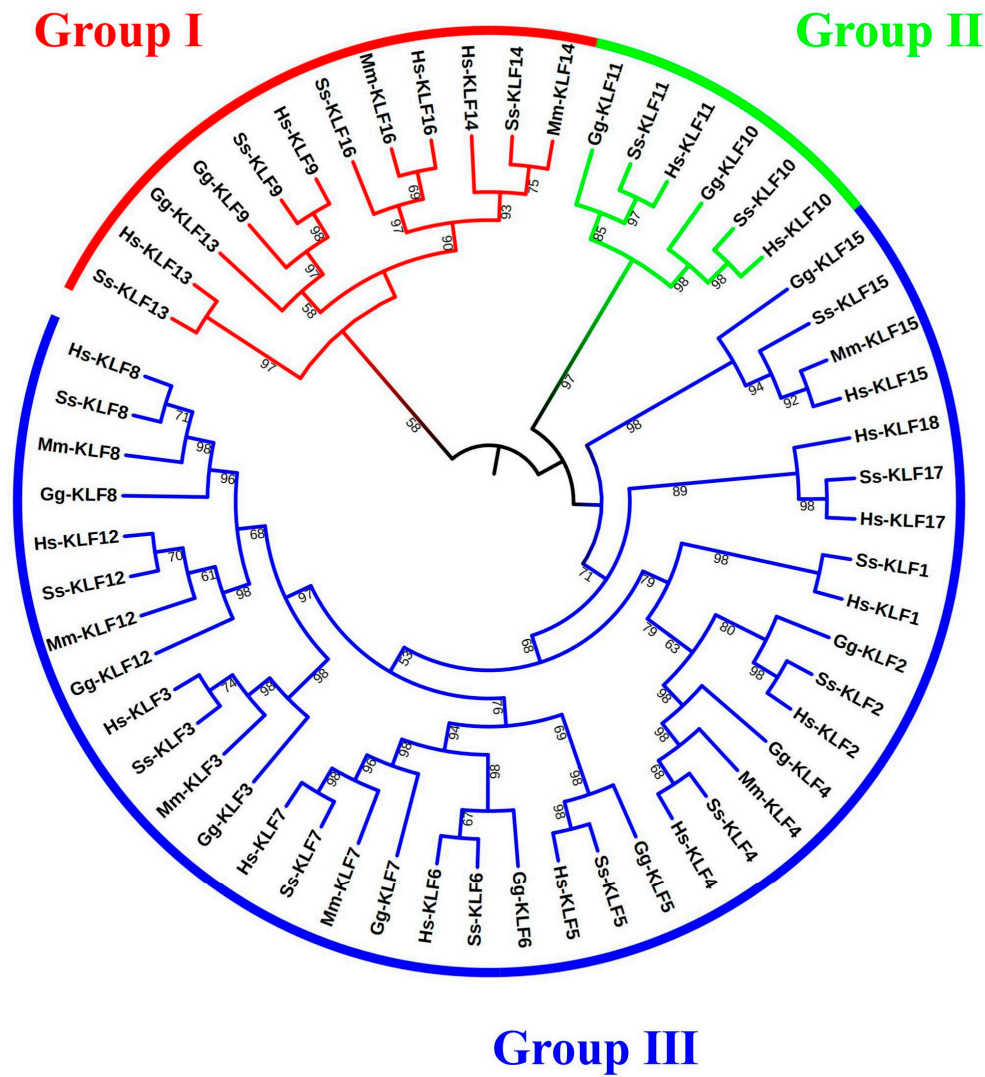 Group I
Group II
Ss-KLF13
Hs-KLF13
Gg-KLF13
Gg-KLF9
Ss-KLF9
Hs-KLF9
Ss-KLF16
Mm-KLF16
Hs-KLF16
Hs-KLF14
Ss-KLF14
Mm-KLF14
Gg-KLF11
Ss-KLF11
Hs-KLF11
Gg-KLF10
Ss-KLF10
Hs-KLF10
Gg-KLF15
Ss-KLF15
Mm-KLF15
Hs-KLF15
Hs-KLF18
Ss-KLF17
Hs-KLF17
Ss-KLF1
Hs-KLF1
Gg-KLF2
Ss-KLF2
Hs-KLF2
Gg-KLF4
Mm-KLF4
Ss-KLF4
Hs-KLF4
Gg-KLF5
Ss-KLF5
Hs-KLF5
Gg-KLF6
Ss-KLF6
Hs-KLF6
Gg-KLF7
Mm-KLF7
Ss-KLF7
Hs-KLF7
Gg-KLF3
Mm-KLF3
Ss-KLF3
Hs-KLF3
Gg-KLF12
Mm-KLF12
Ss-KLF12
Hs-KLF12
Gg-KLF8
Mm-KLF8
Ss-KLF8
Hs-KLF8
97
58
97
98
90
97
69
93
75
58
97
85
97
98
98
98
94
92
71
89
98
68
79
98
79
63
80
98
98
98
68
53
97
76
69
98
98
94
98
67
98
96
98
68
96
98
71
98
61
70
98
98
74
Group III